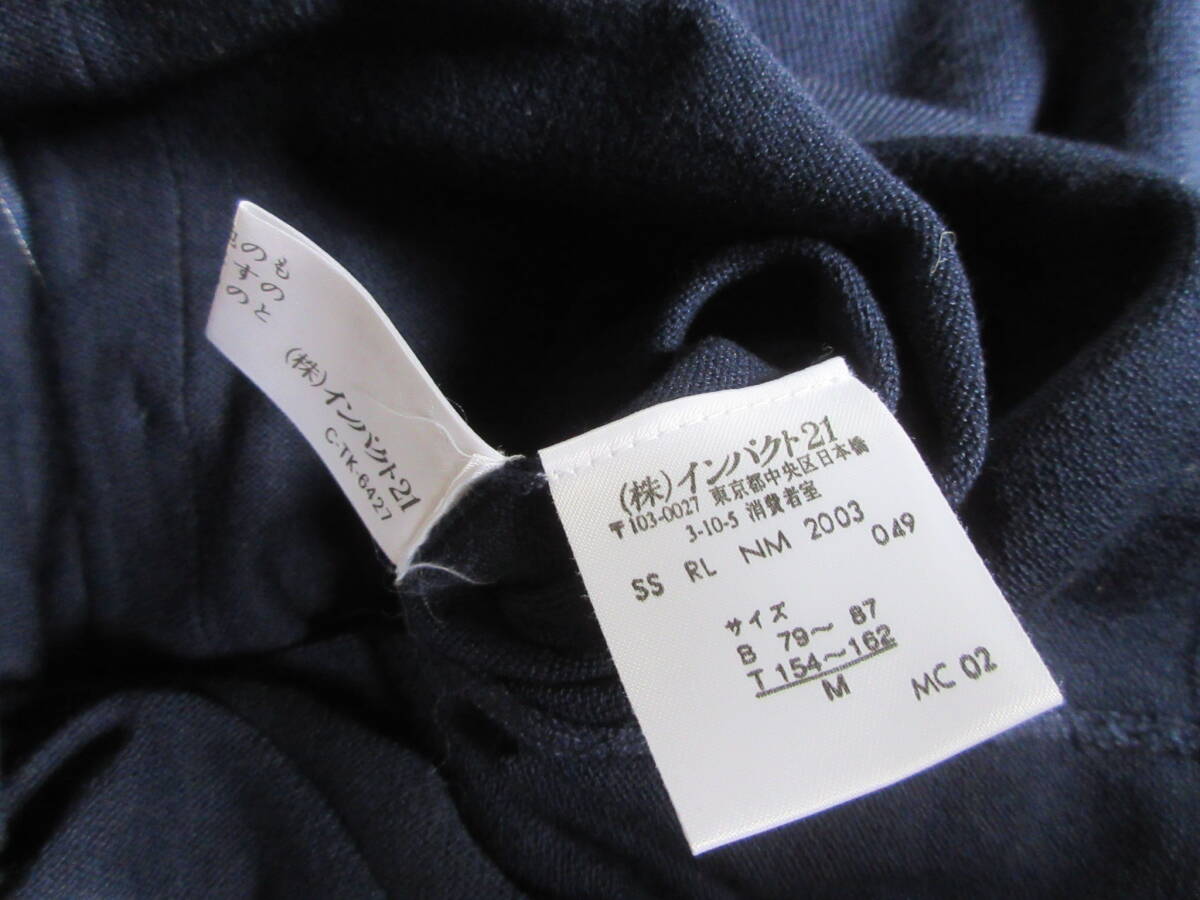 のも
すの
のと
(株)インパクト21
C-TK-6427
(株)インパクト21
〒103-0027 東京都中央区日本橋
3-10-5 消費者室
SS RL NM 2003
049
サイズ
B 79～ 87
T 154～162
M
MC 02